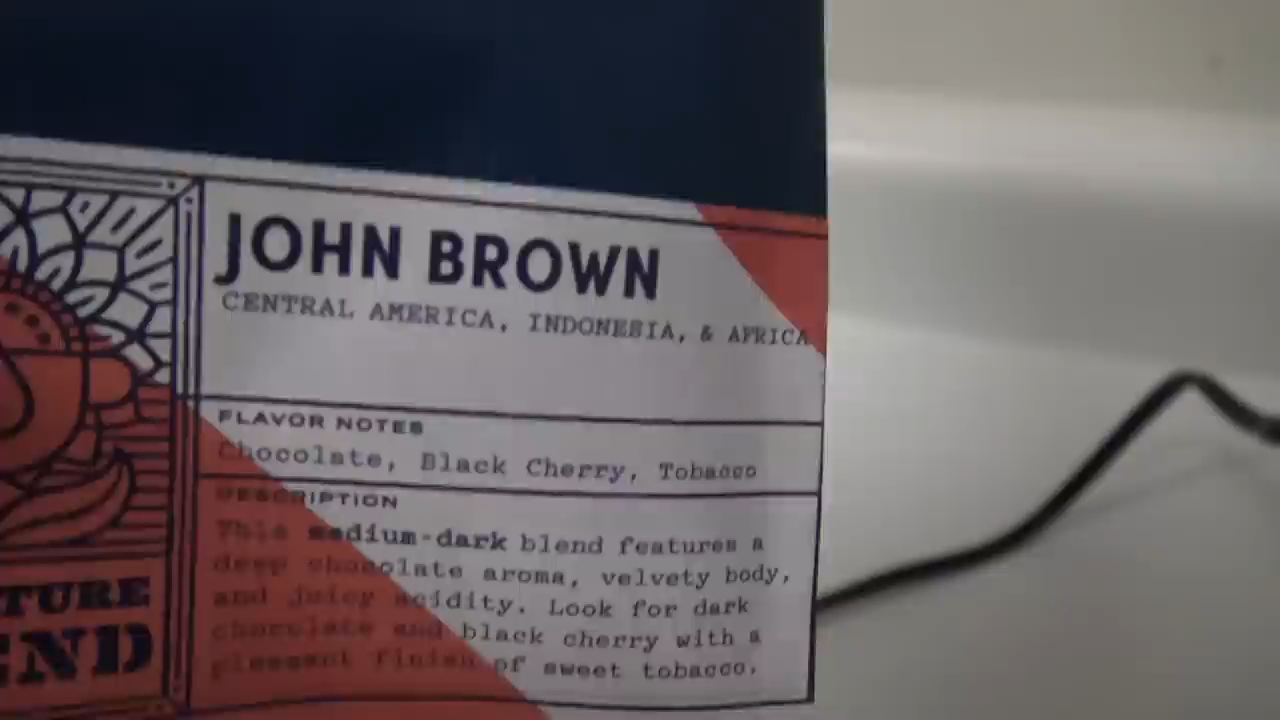 JOHN BROWN
CENTRAL AMERICA, INDONESIA, & AFRICA
FLAVOR NOTES
Chocolate, Black Cherry, Tobacco
DESCRIPTION
This medium-dark blend features a
deep chocolate aroma, velvety body,
and juicy acidity. Look for dark
chocolate and black cherry with a
pleasant finish of sweet tobacco.
TURE
END